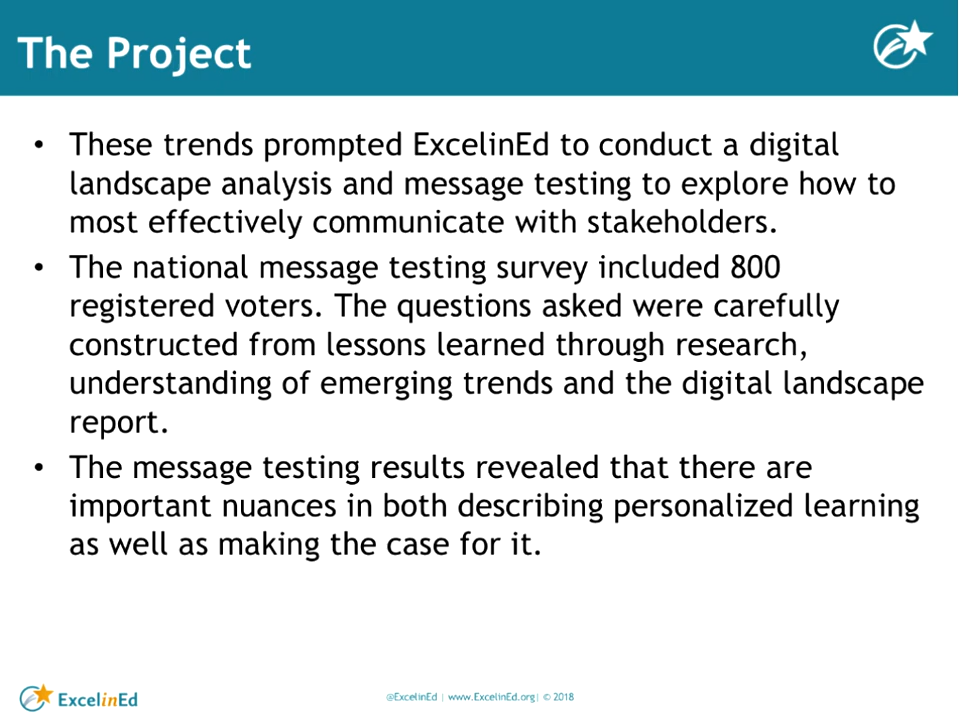 The Project
• These trends prompted ExcelinEd to conduct a digital
landscape analysis and message testing to explore how to
most effectively communicate with stakeholders.
• The national message testing survey included 800
registered voters. The questions asked were carefully
constructed from lessons learned through research,
understanding of emerging trends and the digital landscape
report.
• The message testing results revealed that there are
important nuances in both describing personalized learning
as well as making the case for it.
ExcelinEd
@ExcelinEd | www.ExcelinEd.org| © 2018